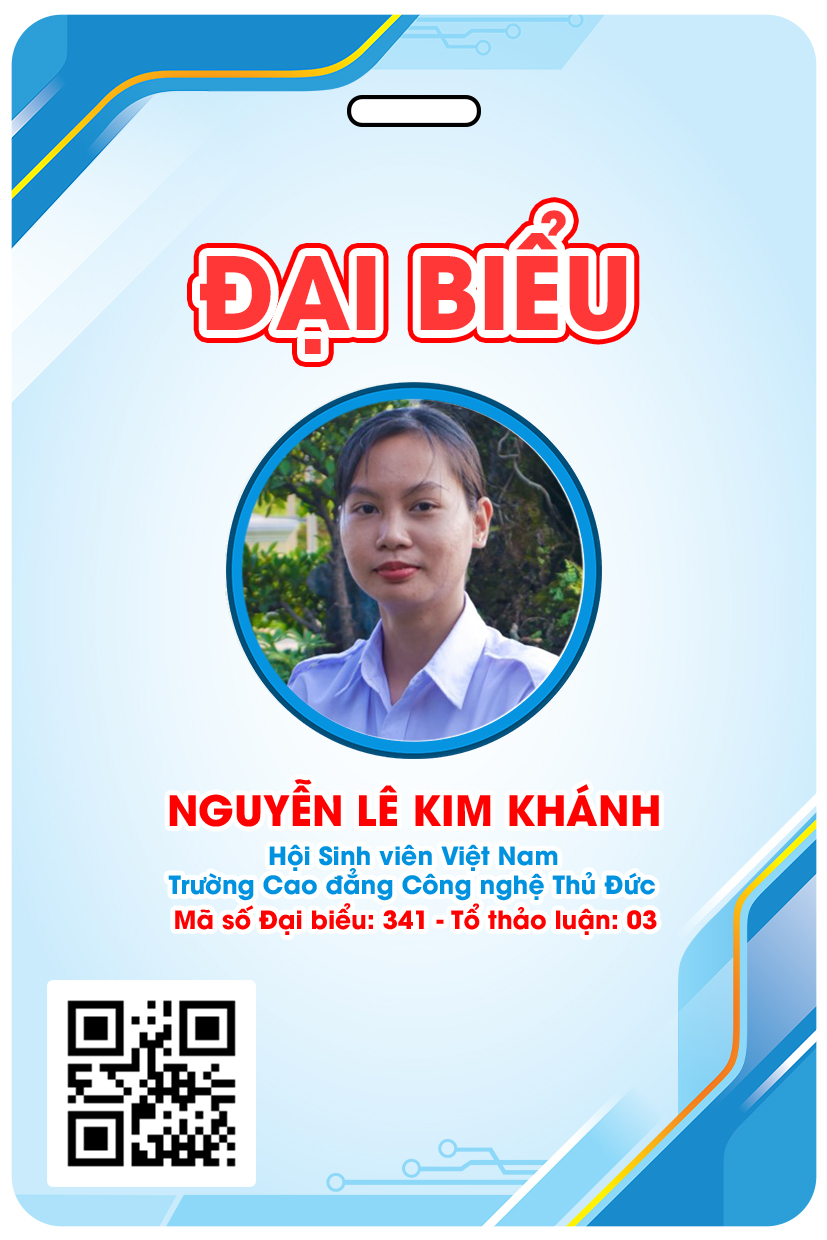 ĐẠI BIỂU
NGUYỄN LÊ KIM KHÁNH
Hội Sinh viên Việt Nam
Trường Cao đẳng Công nghệ Thủ Đức
Mã số Đại biểu: 341 - Tổ thảo luận: 03